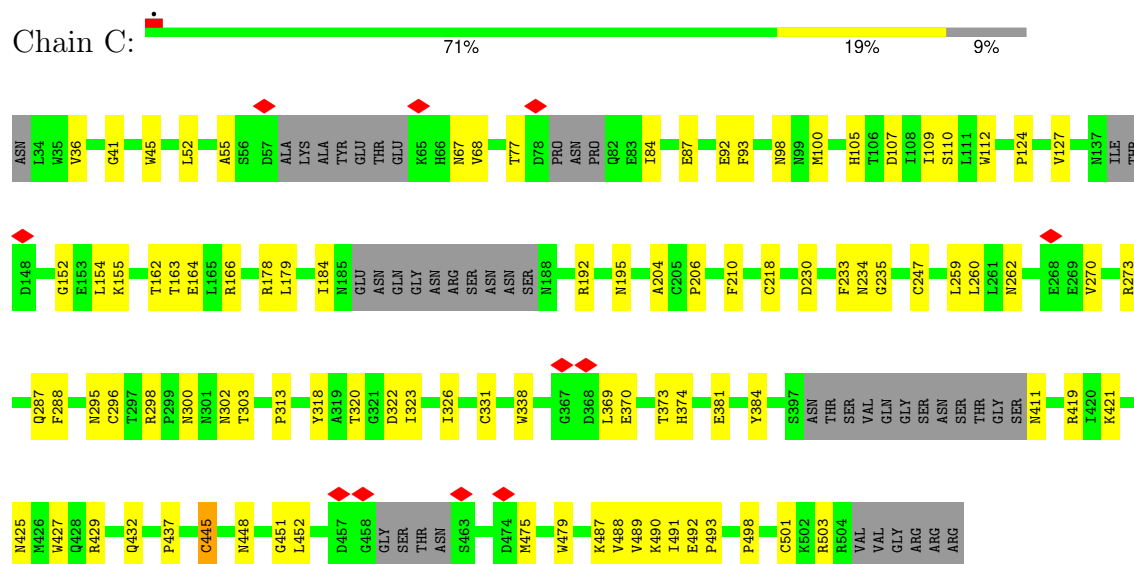 •
Chain C:
71% 19% 9%
ASN L34 W35 V36 G41 W45 L52 A55 S56 D57 ALA LYS ALA TYR GLU THR GLU K65 H66 N67 V68 T77 D78 PRO ASN PRO Q82 E83 I84 E87 E92 F93 N98 N99 M100 H105 T106 D107 I108 I109 S110 L111 W112 P124 V127 N137 ILE THR
D148 G152 E153 L154 K155 T162 T163 E164 L165 R166 R178 L179 I184 N185 GLU ASN GLN GLY ASN ARG SER ASN ASN SER N188 R192 N195 A204 C205 P206 F210 C218 D230 F233 N234 G235 C247 L259 L260 L261 N262 E268 E269 V270 R273
Q287 F288 N295 C296 T297 R298 P299 N300 N301 N302 T303 P313 Y318 A319 T320 G321 D322 I323 I326 C331 W338 G367 D368 L369 E370 T373 H374 E381 Y384 S397 ASN THR SER VAL GLN GLY SER ASN SER THR GLY SER N411 R419 I420 K421
N425 M426 W427 Q428 R429 Q432 P437 C445 N448 G451 L452 D457 G458 GLY SER THR ASN S463 D474 M475 W479 K487 V488 V489 K490 I491 E492 P493 P498 C501 K502 R503 R504 VAL VAL GLY ARG ARG ARG